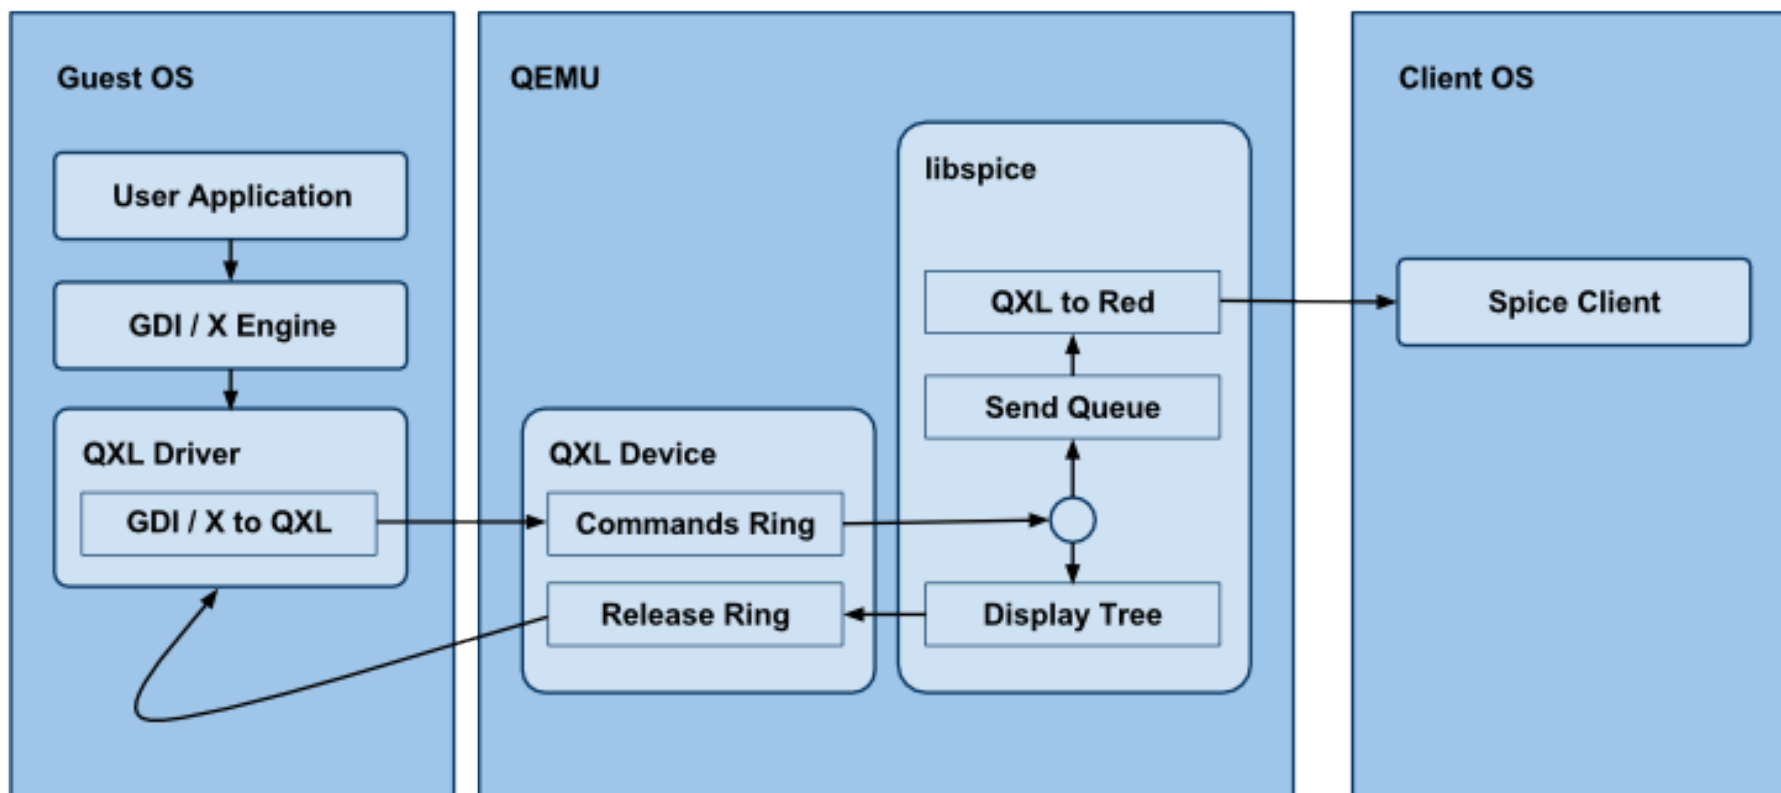 Guest OS
User Application
GDI / X Engine
QXL Driver
GDI / X to QXL
QEMU
QXL Device
Commands Ring
Release Ring
libspice
QXL to Red
Send Queue
Display Tree
Client OS
Spice Client